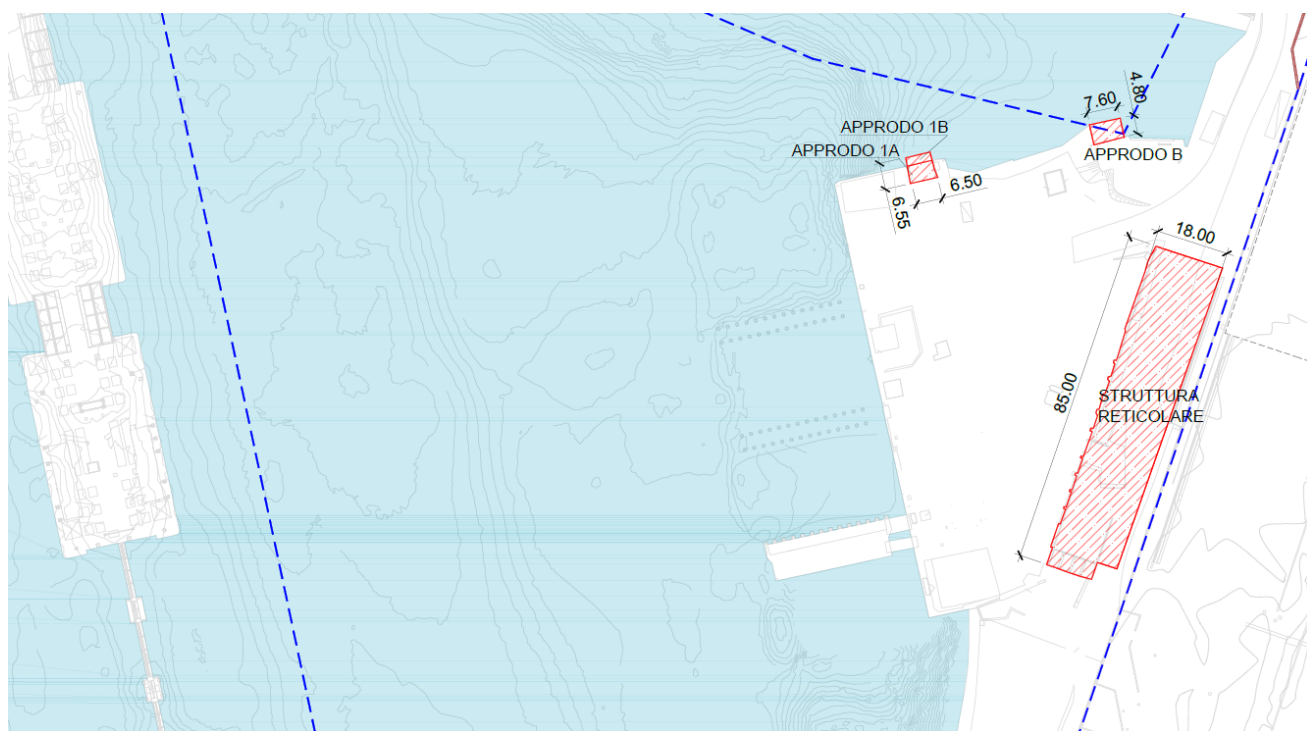 7.60
4.80
APPRODO 1B
APPRODO 1A
APPRODO B
6.50
6.55
18.00
85.00
STRUTTURA
RETICOLARE